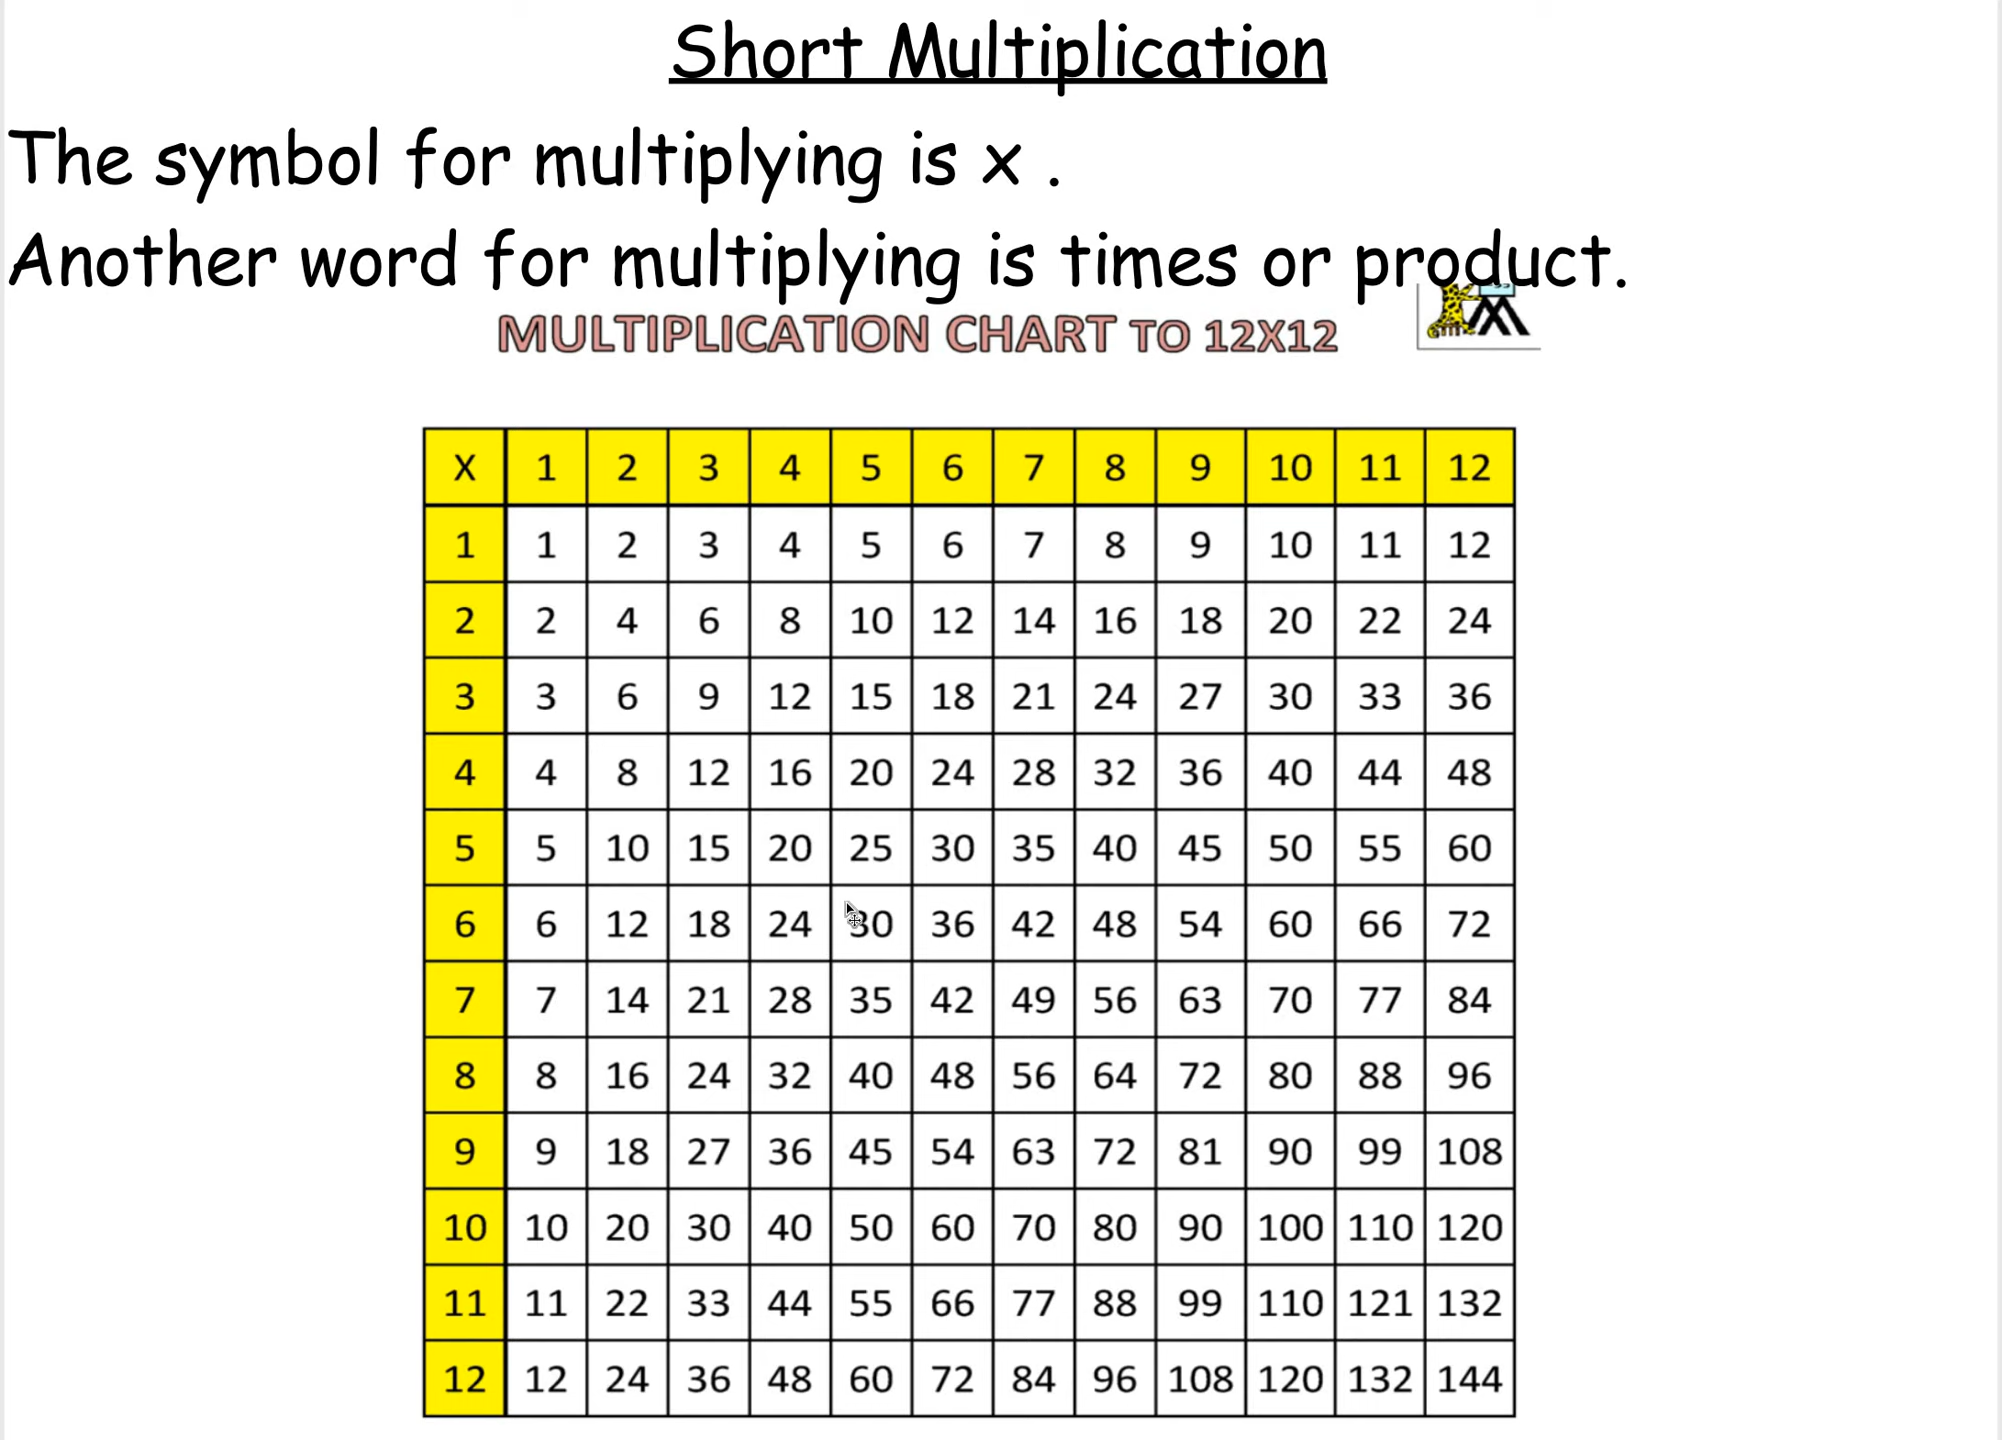 Short Multiplication
The symbol for multiplying is x .
Another word for multiplying is times or product.
MULTIPLICATION CHART TO 12X12
X 1 2 3 4 5 6 7 8 9 10 11 12
1 1 2 3 4 5 6 7 8 9 10 11 12
2 2 4 6 8 10 12 14 16 18 20 22 24
3 3 6 9 12 15 18 21 24 27 30 33 36
4 4 8 12 16 20 24 28 32 36 40 44 48
5 5 10 15 20 25 30 35 40 45 50 55 60
6 6 12 18 24 30 36 42 48 54 60 66 72
7 7 14 21 28 35 42 49 56 63 70 77 84
8 8 16 24 32 40 48 56 64 72 80 88 96
9 9 18 27 36 45 54 63 72 81 90 99 108
10 10 20 30 40 50 60 70 80 90 100 110 120
11 11 22 33 44 55 66 77 88 99 110 121 132
12 12 24 36 48 60 72 84 96 108 120 132 144